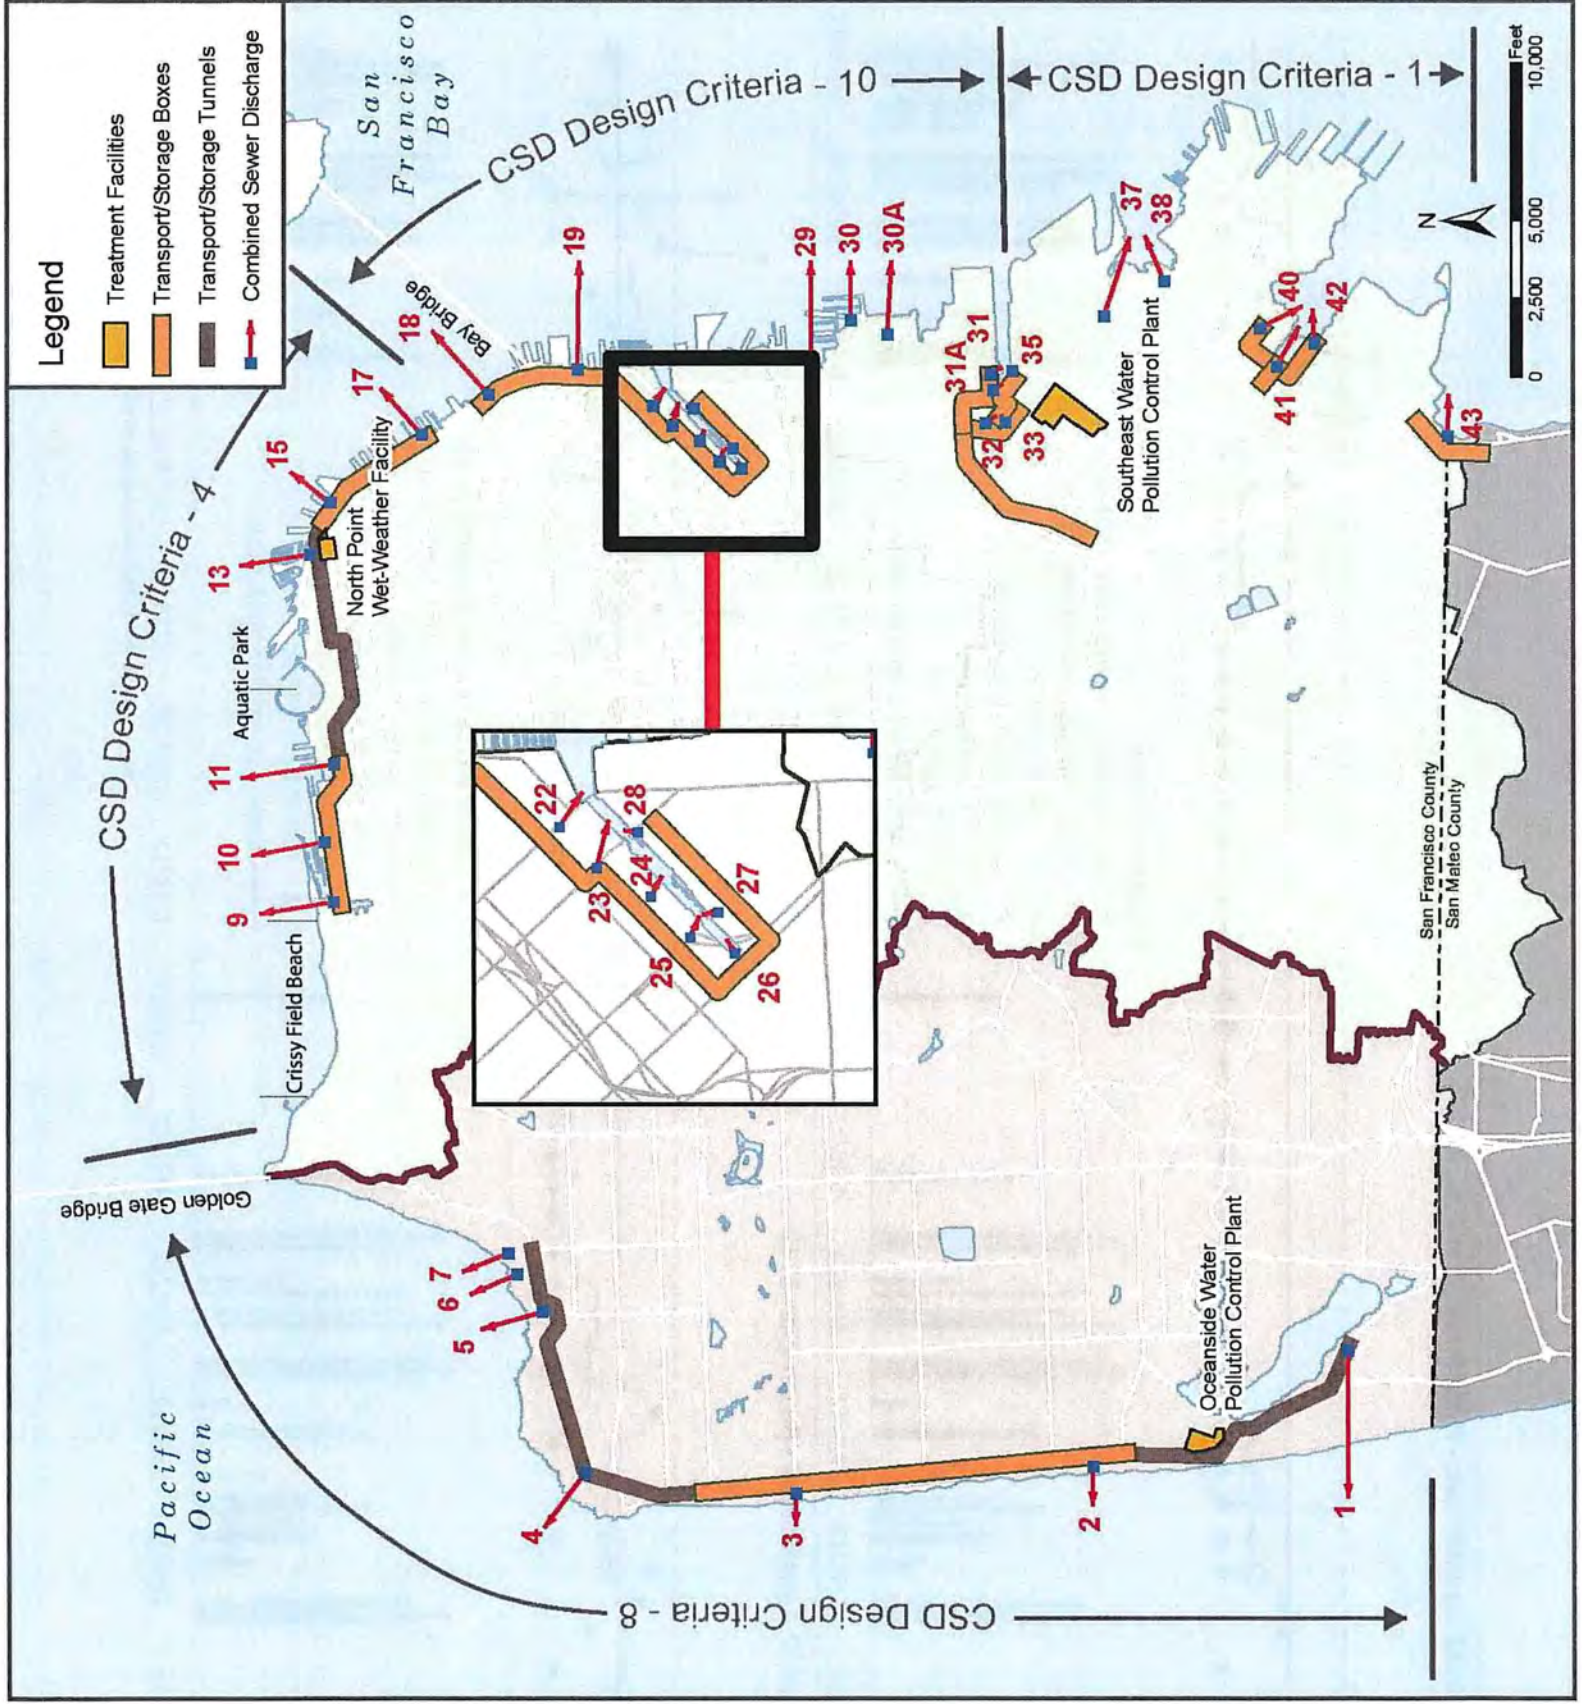 Legend
Treatment Facilities
Transport/Storage Boxes
Transport/Storage Tunnels
Combined Sewer Discharge
San
Francisco
Bay
Pacific
Ocean
CSD Design Criteria - 4
CSD Design Criteria - 10
CSD Design Criteria - 1
CSD Design Criteria - 8
Golden Gate Bridge
Crissy Field Beach
Aquatic Park
North Point
Wet-Weather Facility
Bay Bridge
Southeast Water
Pollution Control Plant
Oceanside Water
Pollution Control Plant
San Francisco County
San Mateo County
1
2
3
4
5
6
7
9
10
11
13
15
17
18
19
22
23
24
25
26
27
28
29
30
30A
31A
31
32
33
35
37
38
40
41
42
43
N
0
2,500
5,000
10,000
Feet